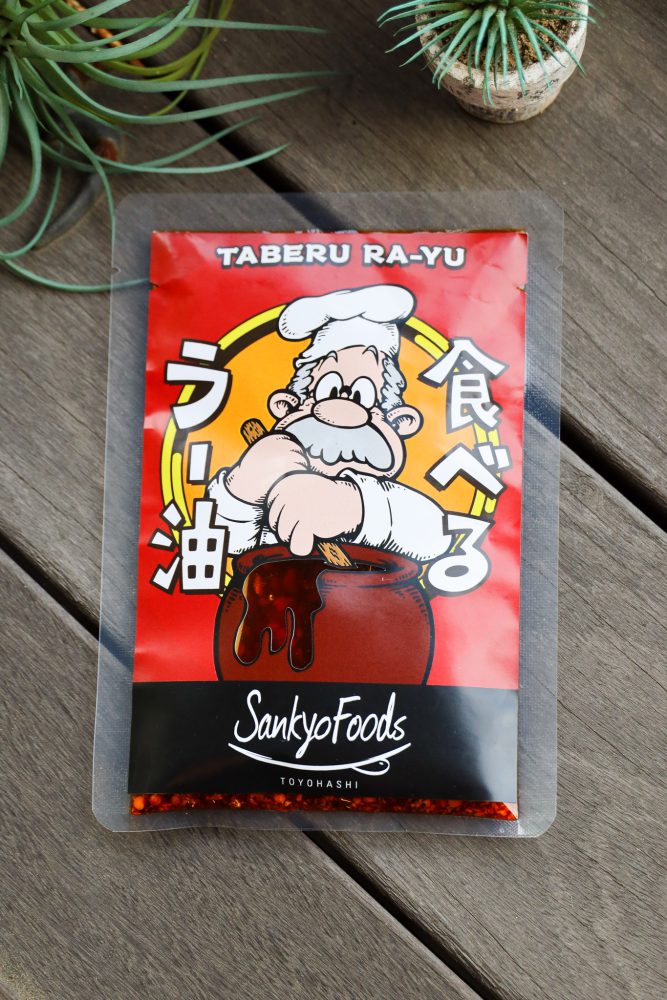 TABERU RA-YU
食べる
ラー油
SankyoFoods
TOYOHASHI